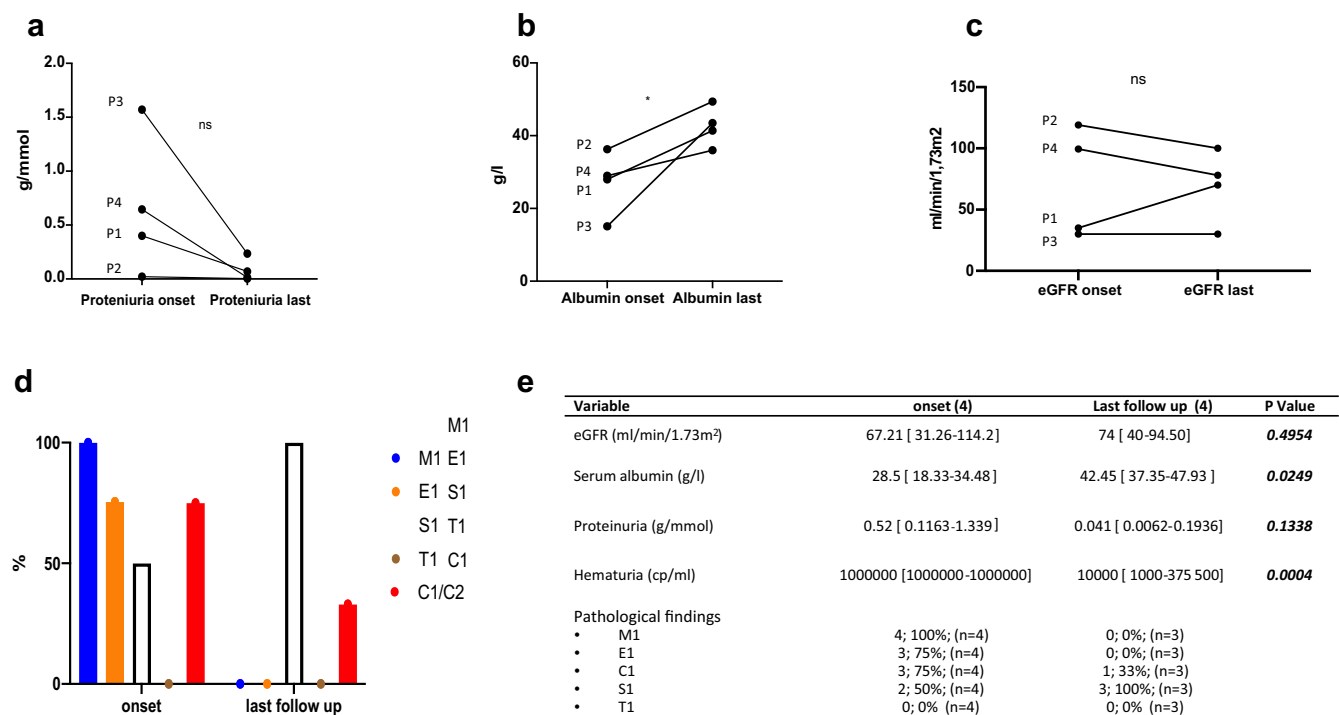 a
2.0
1.5
1.0
0.5
0.0
g/mmol
P3
P4
P1
P2
ns
Proteniuria onset Proteniuria last
b
60
40
20
0
g/l
*
P2
P4
P1
P3
Albumin onset Albumin last
c
150
100
50
0
ml/min/1,73m2
ns
P2
P4
P1
P3
eGFR onset eGFR last
d
100
50
0
%
onset last follow up
M1
M1 E1
E1 S1
S1 T1
T1 C1
C1/C2
e
Variable onset (4) Last follow up (4) P Value
eGFR (ml/min/1.73m²) 67.21 [ 31.26-114.2] 74 [ 40-94.50] 0.4954
Serum albumin (g/l) 28.5 [ 18.33-34.48] 42.45 [ 37.35-47.93 ] 0.0249
Proteinuria (g/mmol) 0.52 [ 0.1163-1.339] 0.041 [ 0.0062-0.1936] 0.1338
Hematuria (cp/ml) 1000000 [1000000-1000000] 10000 [ 1000-375 500] 0.0004
Pathological findings
• M1 4; 100%; (n=4) 0; 0%; (n=3)
• E1 3; 75%; (n=4) 0; 0%; (n=3)
• C1 3; 75%; (n=4) 1; 33%; (n=3)
• S1 2; 50%; (n=4) 3; 100%; (n=3)
• T1 0; 0% (n=4) 0; 0% (n=3)